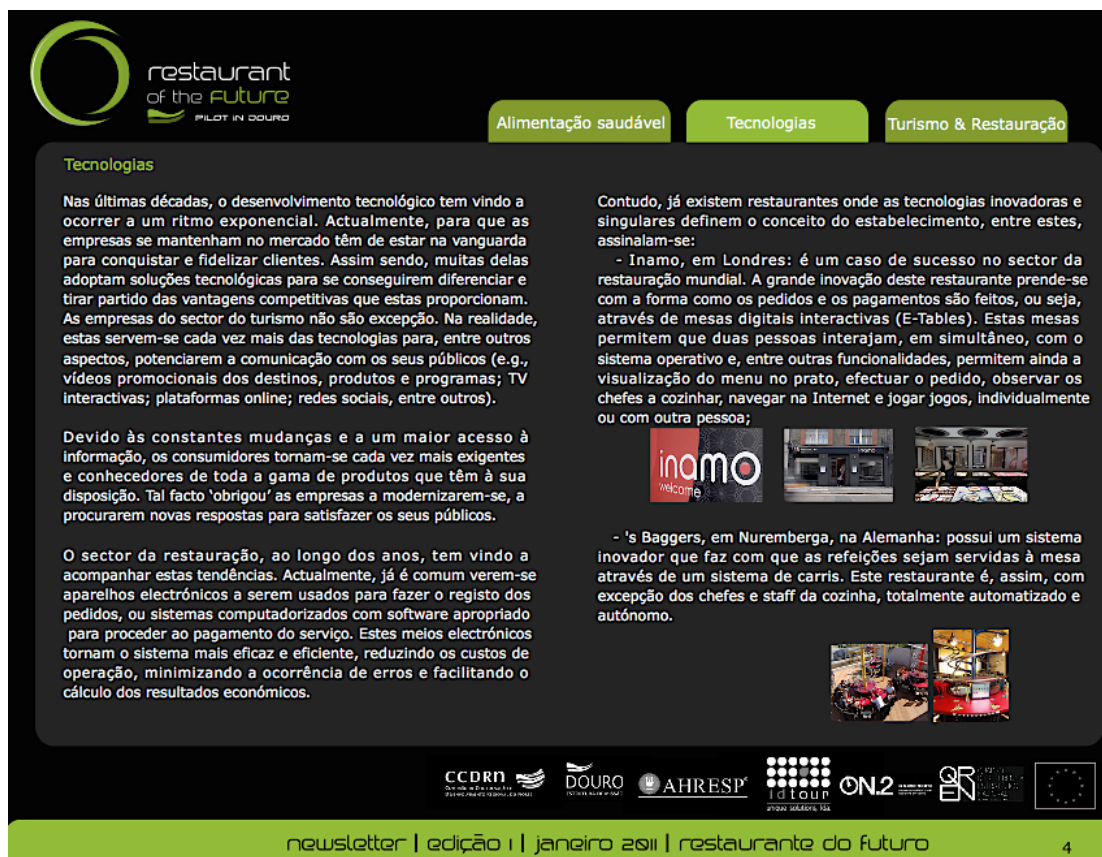 restaurant
of the FUTURE
PILOT IN DOURO
Alimentação saudável
Tecnologias
Turismo & Restauração
Tecnologias
Nas últimas décadas, o desenvolvimento tecnológico tem vindo a
ocorrer a um ritmo exponencial. Actualmente, para que as
empresas se mantenham no mercado têm de estar na vanguarda
para conquistar e fidelizar clientes. Assim sendo, muitas delas
adoptam soluções tecnológicas para se conseguirem diferenciar e
tirar partido das vantagens competitivas que estas proporcionam.
As empresas do sector do turismo não são excepção. Na realidade,
estas servem-se cada vez mais das tecnologias para, entre outros
aspectos, potenciarem a comunicação com os seus públicos (e.g.,
vídeos promocionais dos destinos, produtos e programas; TV
interactivas; plataformas online; redes sociais, entre outros).
Devido às constantes mudanças e a um maior acesso à
informação, os consumidores tornam-se cada vez mais exigentes
e conhecedores de toda a gama de produtos que têm à sua
disposição. Tal facto ‘obrigou’ as empresas a modernizarem-se, a
procurarem novas respostas para satisfazer os seus públicos.
O sector da restauração, ao longo dos anos, tem vindo a
acompanhar estas tendências. Actualmente, já é comum verem-se
aparelhos electrónicos a serem usados para fazer o registo dos
pedidos, ou sistemas computadorizados com software apropriado
para proceder ao pagamento do serviço. Estes meios electrónicos
tornam o sistema mais eficaz e eficiente, reduzindo os custos de
operação, minimizando a ocorrência de erros e facilitando o
cálculo dos resultados económicos.
Contudo, já existem restaurantes onde as tecnologias inovadoras e
singulares definem o conceito do estabelecimento, entre estes,
assinalam-se:
- Inamo, em Londres: é um caso de sucesso no sector da
restauração mundial. A grande inovação deste restaurante prende-se
com a forma como os pedidos e os pagamentos são feitos, ou seja,
através de mesas digitais interactivas (E-Tables). Estas mesas
permitem que duas pessoas interajam, em simultâneo, com o
sistema operativo e, entre outras funcionalidades, permitem ainda a
visualização do menu no prato, efectuar o pedido, observar os
chefes a cozinhar, navegar na Internet e jogar jogos, individualmente
ou com outra pessoa;
inamo
welcome
inamo
- 's Baggers, em Nuremberga, na Alemanha: possui um sistema
inovador que faz com que as refeições sejam servidas à mesa
através de um sistema de carris. Este restaurante é, assim, com
excepção dos chefes e staff da cozinha, totalmente automatizado e
autónomo.
CCDRN
DOURO
AHRESP
idtour
unique solutions, lda.
ON.2
QREN
newsletter | edição 1 | janeiro 2011 | restaurante do futuro
4